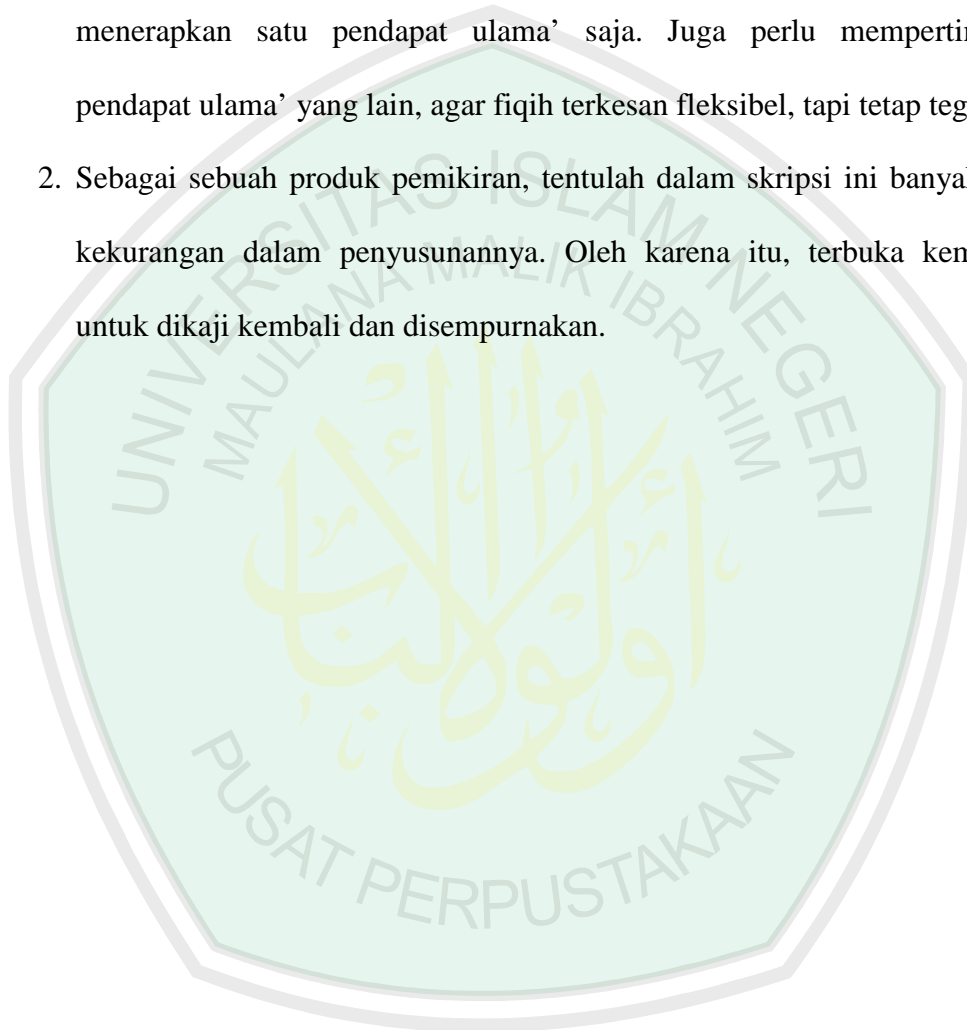 menerapkan satu pendapat ulama’ saja. Juga perlu mempertim
pendapat ulama’ yang lain, agar fiqih terkesan fleksibel, tapi tetap teg
2. Sebagai sebuah produk pemikiran, tentulah dalam skripsi ini banya
kekurangan dalam penyusunannya. Oleh karena itu, terbuka kem
untuk dikaji kembali dan disempurnakan.
UNIVERSITAS ISLAM NEGERI
MAULANA MALIK IBRAHIM
PUSAT PERPUSTAKAAN